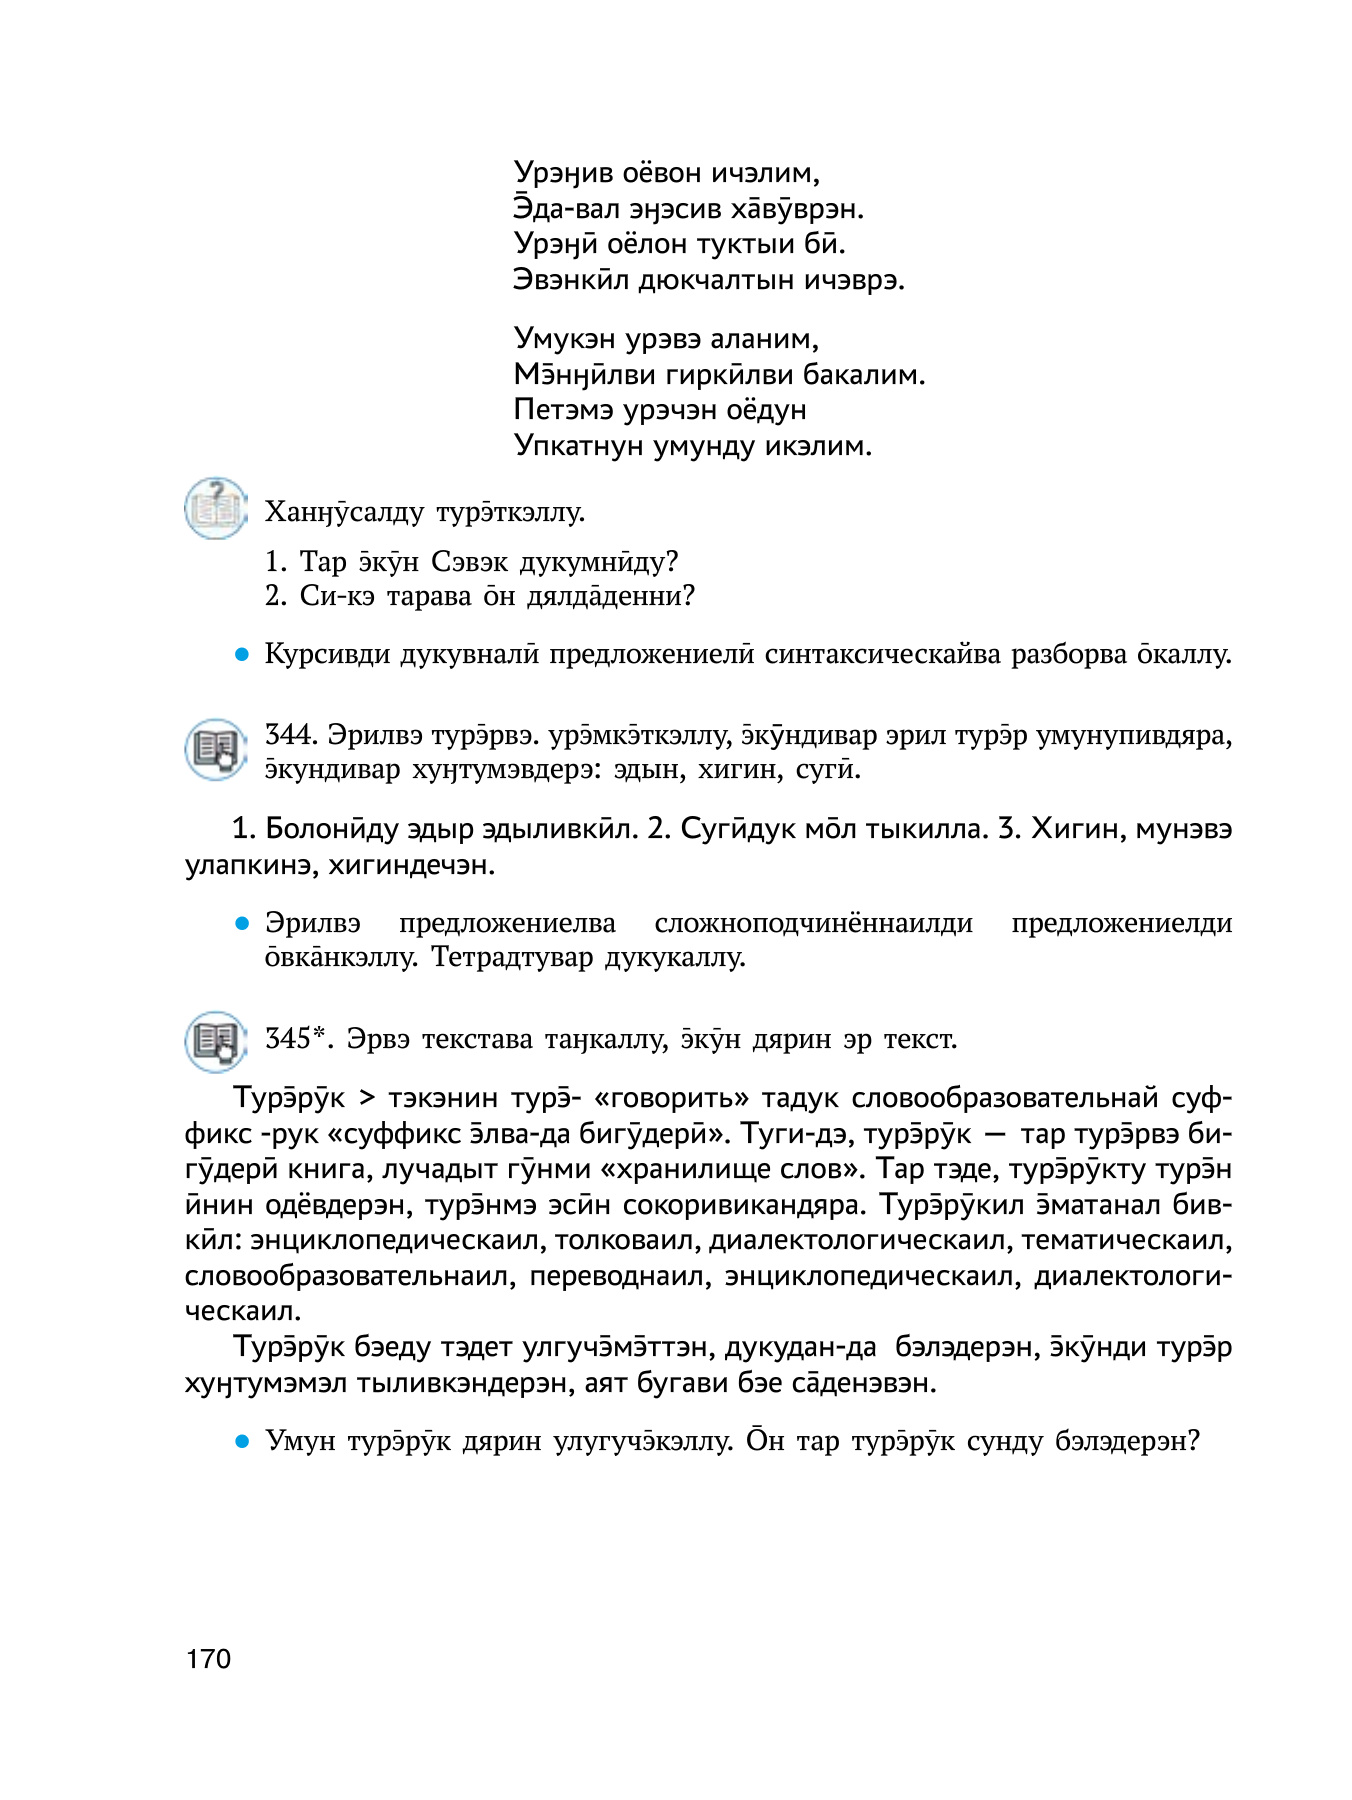 Урэӈив оёвон ичэлим,
Э̄да-вал эӈэсив ха̄вӯврэн.
Урэӈӣ оёлон туктыи бӣ.
Эвэнкӣл дюкчалтын ичэврэ.
Умукэн урэвэ аланим,
Мэ̄нӈӣлви гиркӣлви бакалим.
Петэмэ урэчэн оёдун
Упкатнун умунду икэлим.
?
Ханӈӯсалду турэ̄ткэллу.
1. Тар э̄кӯн Сэвэк дукумнӣду?
2. Си-кэ тарава о̄н дялда̄денни?
● Курсивди дукувналӣ предложениелӣ синтаксическайва разборва о̄каллу.
344. Эрилвэ турэ̄рвэ. урэ̄мкэ̄ткэллу, э̄кӯндивар эрил турэ̄р умунупивдяра,
э̄кундивар хуӈтумэвдерэ: эдын, хигин, сугӣ.
1. Болонӣду эдыр эдыливкӣл. 2. Сугӣдук мо̄л тыкилла. 3. Хигин, мунэвэ
улапкинэ, хигиндечэн.
● Эрилвэ предложениелва сложноподчинённаилди предложениелди
о̄вка̄нкэллу. Тетрадтувар дукукаллу.
345*. Эрвэ текстава таӈкаллу, э̄кӯн дярин эр текст.
Турэ̄рӯк > тэкэнин турэ̄- «говорить» тадук словообразовательнай суф-
фикс -рук «суффикс э̄лва-да бигӯдерӣ». Туги-дэ, турэ̄рӯк — тар турэ̄рвэ би-
гӯдерӣ книга, лучадыт гӯнми «хранилище слов». Тар тэде, турэ̄рӯкту турэ̄н
ӣнин одёвдерэн, турэ̄нмэ эсӣн сокоривикандяра. Турэ̄рӯкил э̄матанал бив-
кӣл: энциклопедическаил, толковаил, диалектологическаил, тематическаил,
словообразовательнаил, переводнаил, энциклопедическаил, диалектологи-
ческаил.
Турэ̄рӯк бэеду тэдет улгучэ̄мэ̄ттэн, дукудан-да бэлэдерэн, э̄кӯнди турэ̄р
хуӈтумэмэл тыливкэндерэн, аят бугави бэе са̄денэвэн.
● Умун турэ̄рӯк дярин улугучэ̄кэллу. О̄н тар турэ̄рӯк сунду бэлэдерэн?
170